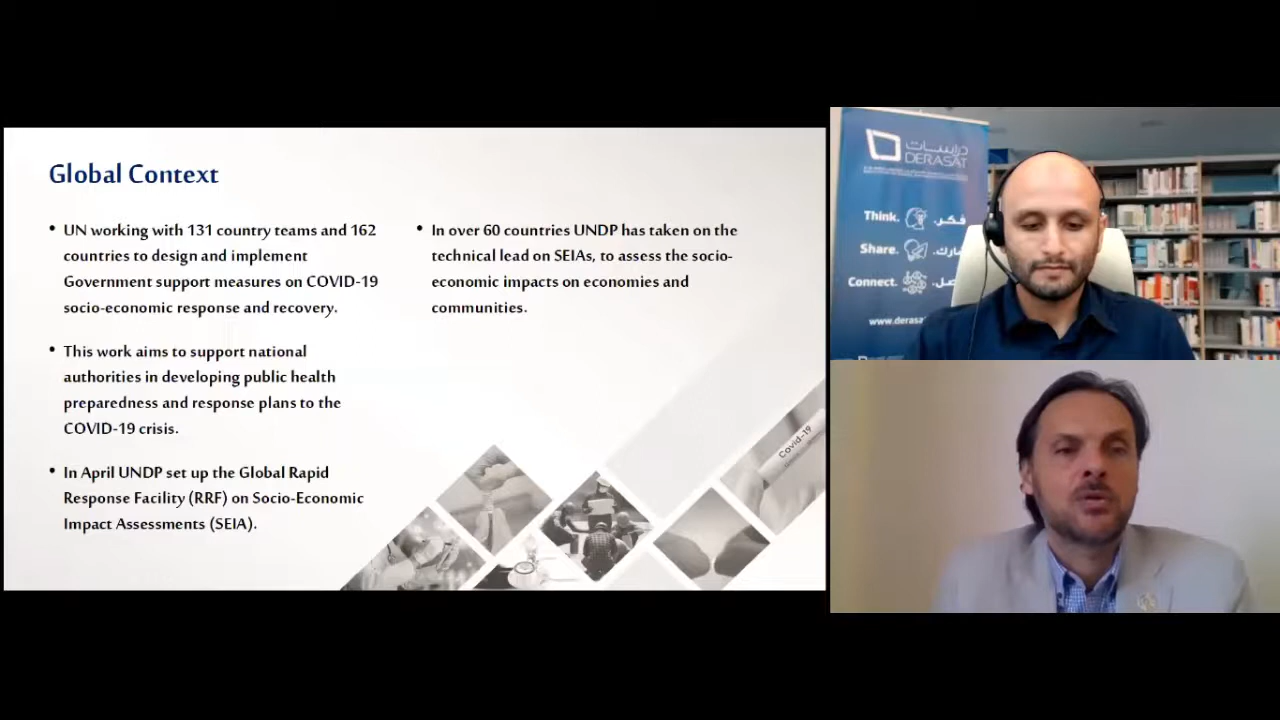 Global Context
• UN working with 131 country teams and 162
countries to design and implement
Government support measures on COVID-19
socio-economic response and recovery.
• This work aims to support national
authorities in developing public health
preparedness and response plans to the
COVID-19 crisis.
• In April UNDP set up the Global Rapid
Response Facility (RRF) on Socio-Economic
Impact Assessments (SEIA).
• In over 60 countries UNDP has taken on the
technical lead on SEIAs, to assess the socio-
economic impacts on economies and
communities.
Covid-19
دراسات
DERASAT
Think. فكر.
Share.
Connect.
www.derasa